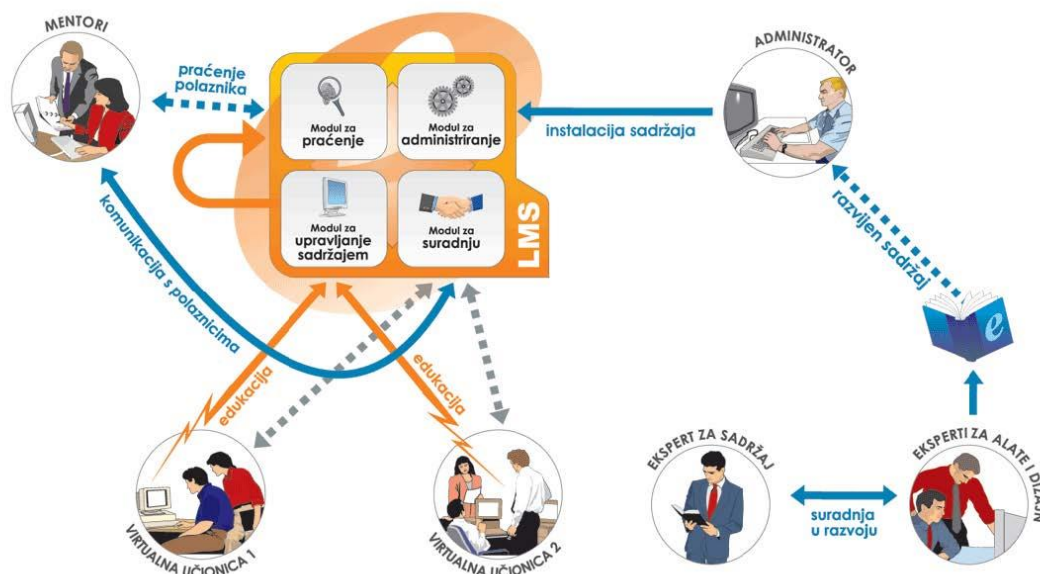 MENTORI
praćenje
polaznika
Modul za
praćenje
Modul za
administriranje
Modul za
upravljanje
sadržajem
Modul za
suradnju
LMS
instalacija sadržaja
ADMINISTRATOR
razvijen sadržaj
e
komunikacija s polaznicima
edukacija
edukacija
VIRTUALNA UČIONICA 1
VIRTUALNA UČIONICA 2
EKSPERT ZA SADRŽAJ
suradnja
u razvoju
EKSPERTI ZA ALATE I DIZAJN